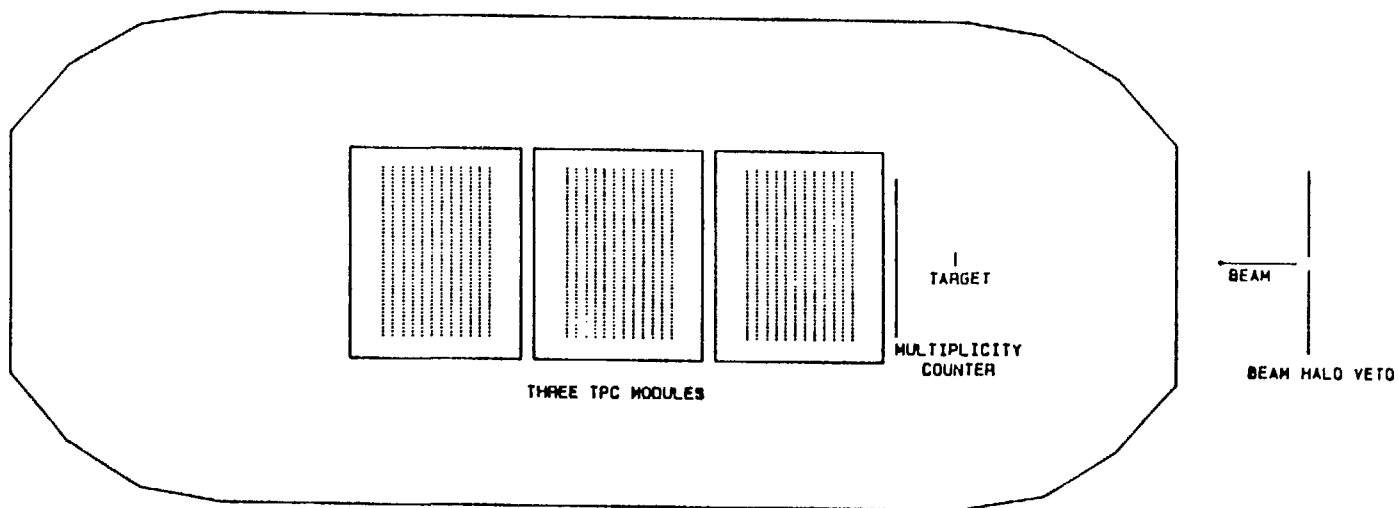 TARGET
BEAM
MULTIPLICITY
COUNTER
BEAM HALO VETO
THREE TPC MODULES